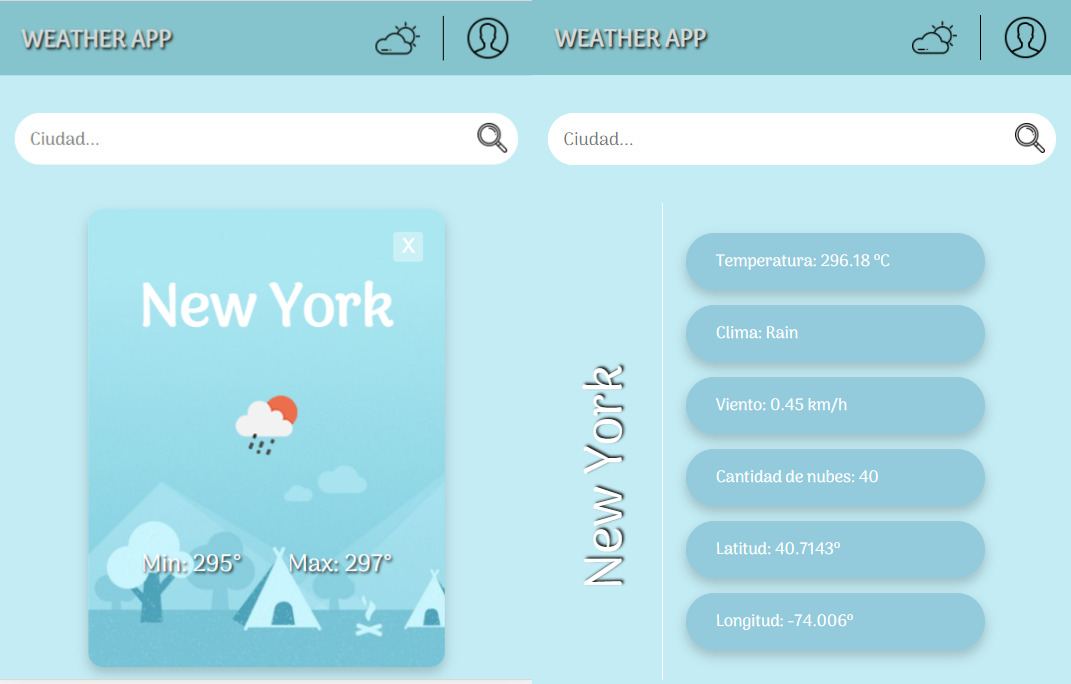 WEATHER APP
Ciudad...
X
New York
Min: 295°
Max: 297°
WEATHER APP
Ciudad...
New York
Temperatura: 296.18 ºC
Clima: Rain
Viento: 0.45 km/h
Cantidad de nubes: 40
Latitud: 40.7143º
Longitud: -74.006º